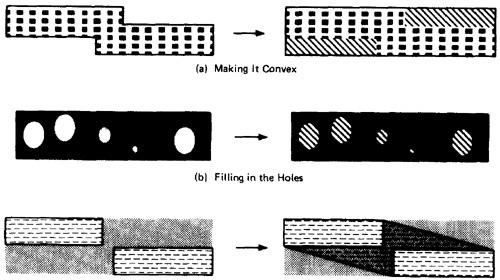 (a) Making It Convex
(b) Filling in the Holes